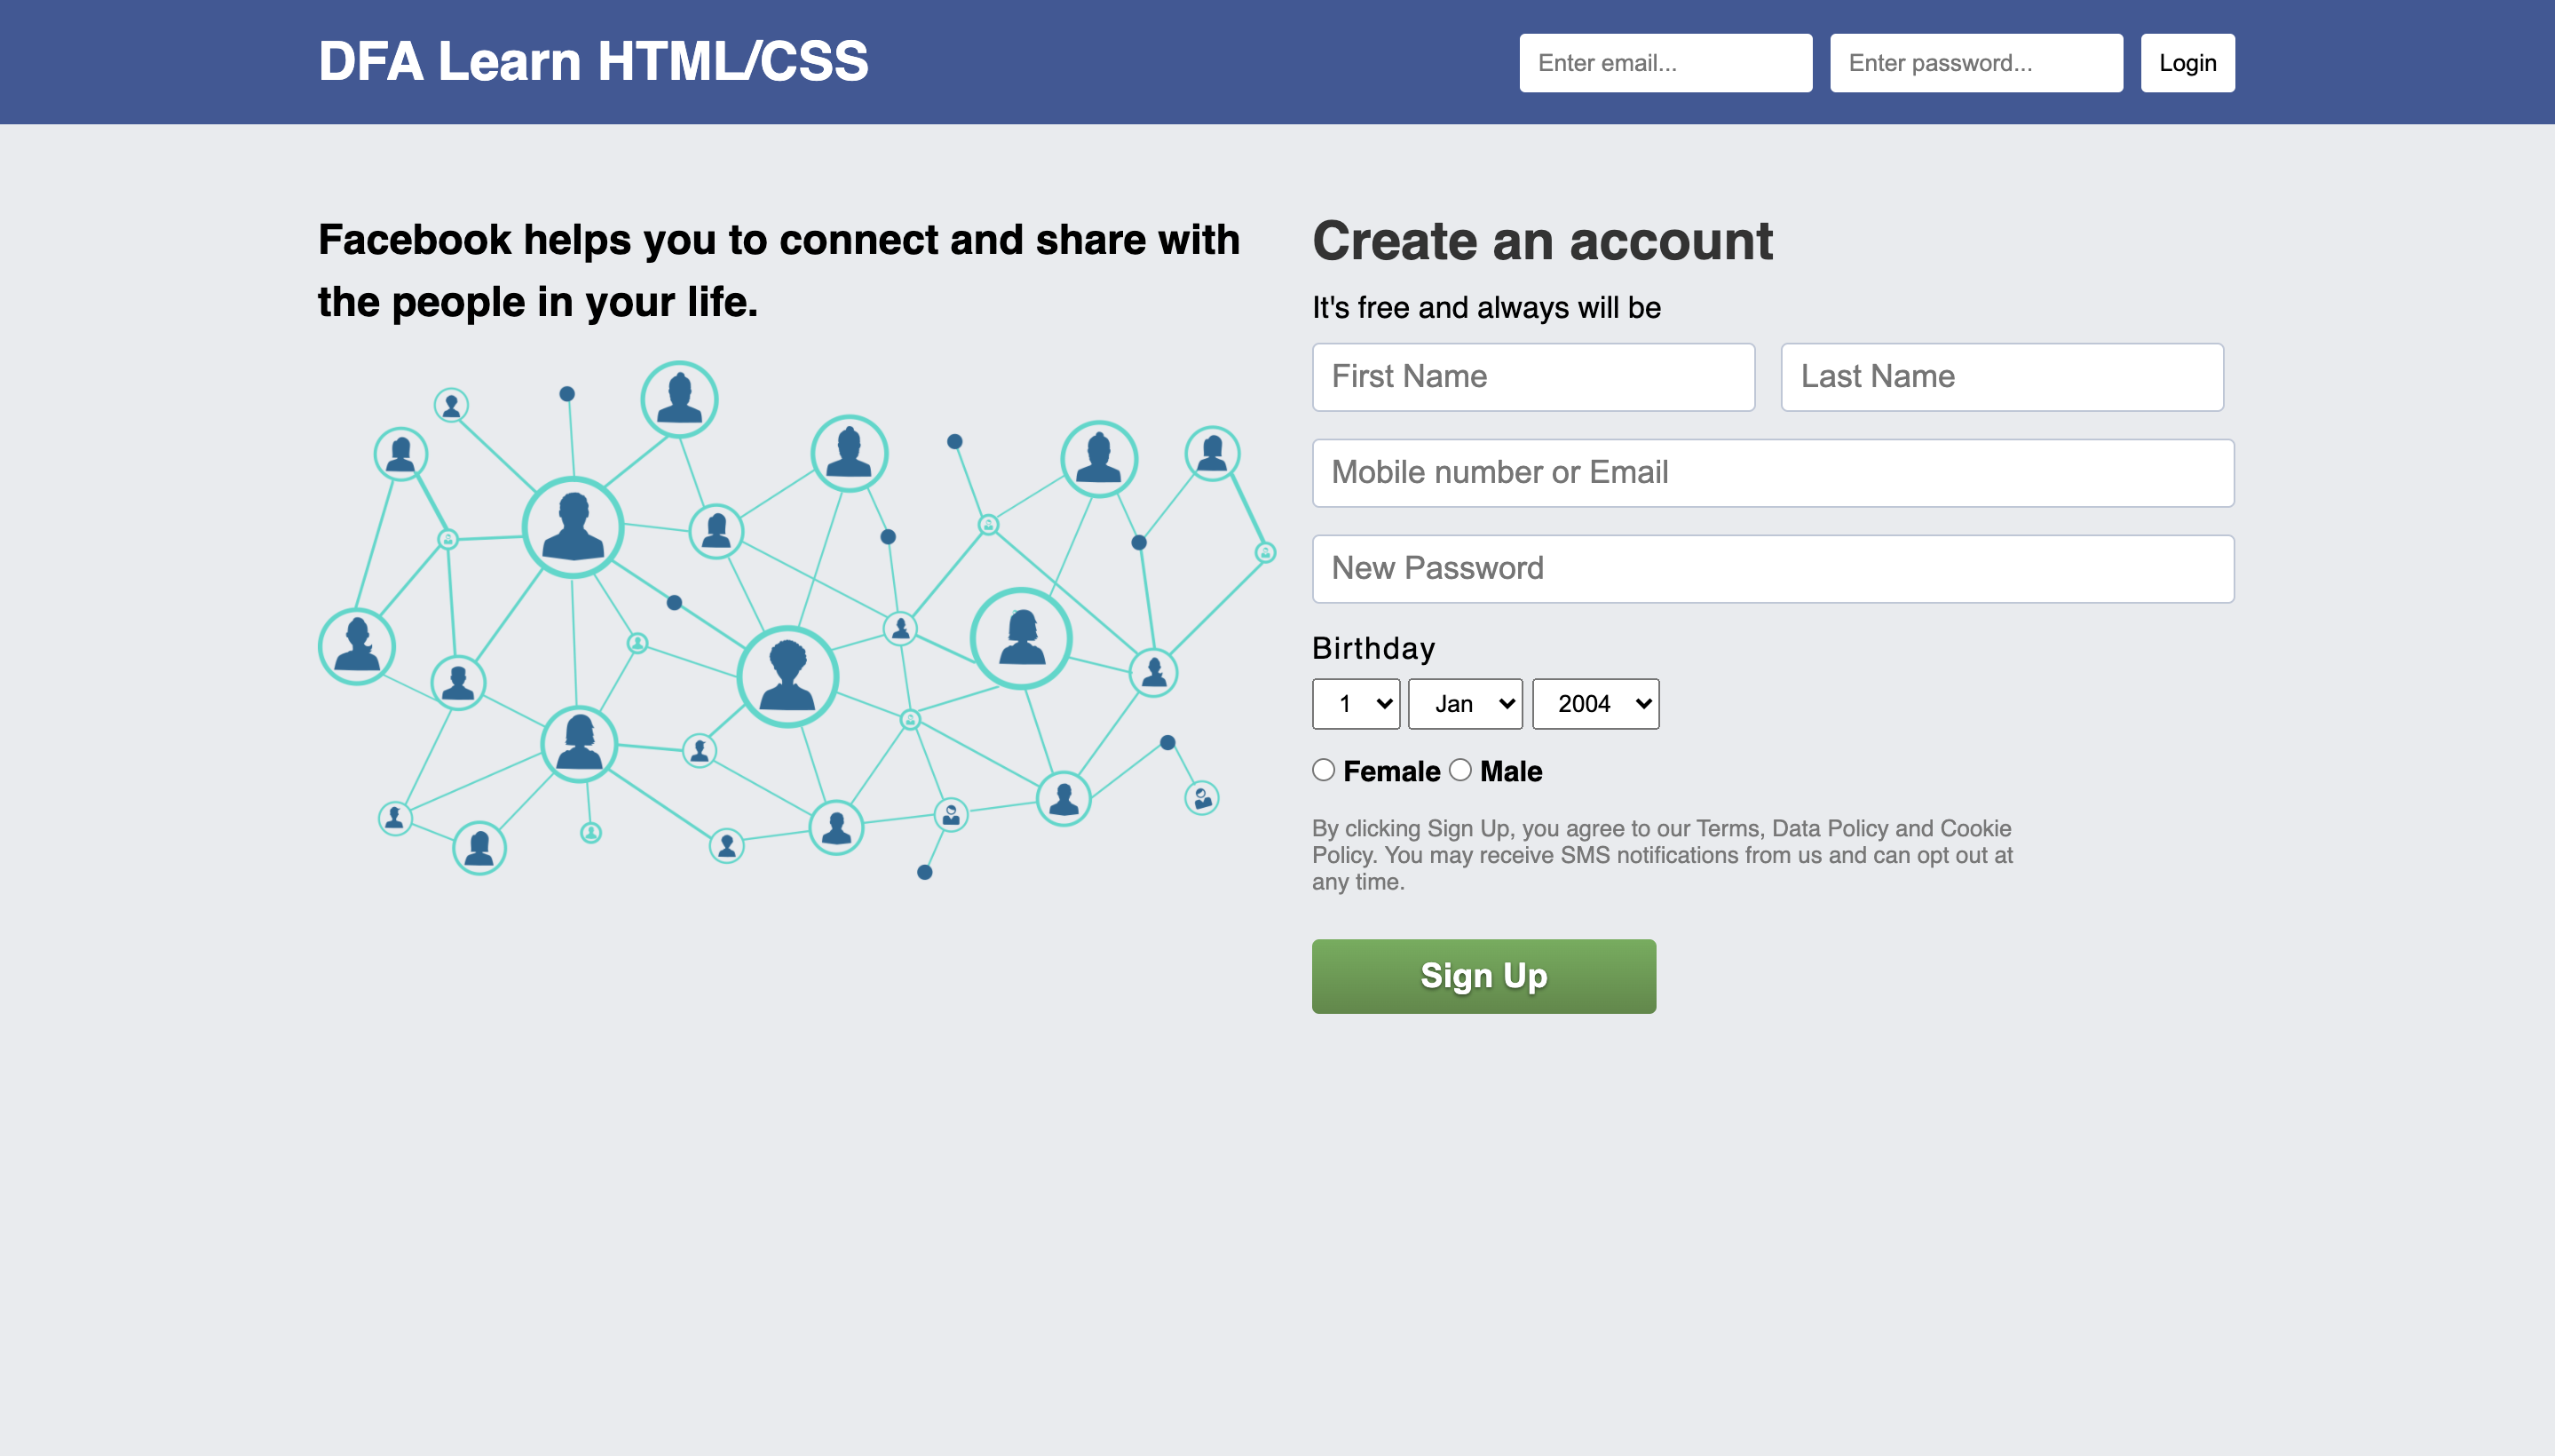 DFA Learn HTML/CSS
Enter email...
Enter password...
Login
Facebook helps you to connect and share with
the people in your life.
Create an account
It's free and always will be
First Name
Last Name
Mobile number or Email
New Password
Birthday
1
Jan
2004
Female
Male
By clicking Sign Up, you agree to our Terms, Data Policy and Cookie
Policy. You may receive SMS notifications from us and can opt out at
any time.
Sign Up